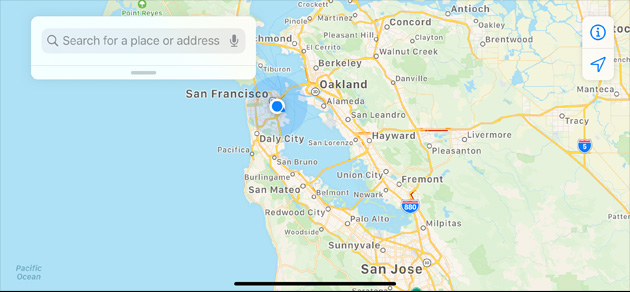 Point Reyes
Crockett
Antioch
Pinole
Martinez
Concord
Oakley
Richmond
Pleasant Hill
Clayton
Brentwood
Search for a place or address
El Cerrito
Walnut Creek
Tiburon
Berkeley
Danville
Manteca
San Francisco
Oakland
80
Alameda
Tracy
San Leandro
Daly City
San Lorenzo
Hayward
Livermore
5
Pacifica
San Bruno
Pleasanton
Burlingame
Union City
Fremont
San Mateo
Belmont
Newark
880
Redwood City
Palo Alto
Woodside
Milpitas
Sunnyvale
Pacific
Ocean
San Jose
Saratoga